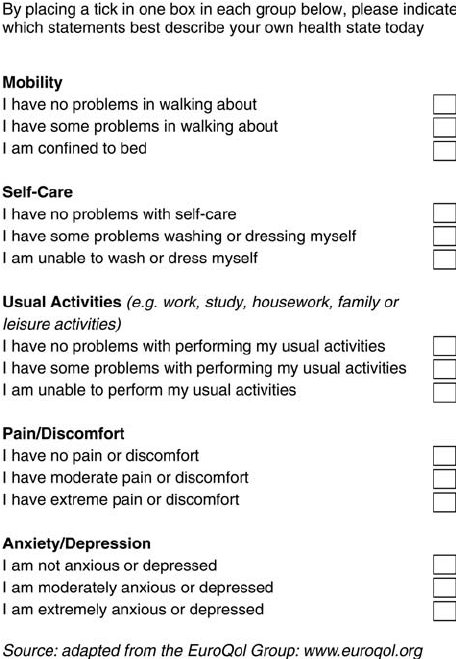 By placing a tick in one box in each group below, please indicate
which statements best describe your own health state today
Mobility
I have no problems in walking about
I have some problems in walking about
I am confined to bed
Self-Care
I have no problems with self-care
I have some problems washing or dressing myself
I am unable to wash or dress myself
Usual Activities (e.g. work, study, housework, family or
leisure activities)
I have no problems with performing my usual activities
I have some problems with performing my usual activities
I am unable to perform my usual activities
Pain/Discomfort
I have no pain or discomfort
I have moderate pain or discomfort
I have extreme pain or discomfort
Anxiety/Depression
I am not anxious or depressed
I am moderately anxious or depressed
I am extremely anxious or depressed
Source: adapted from the EuroQol Group: www.euroqol.org